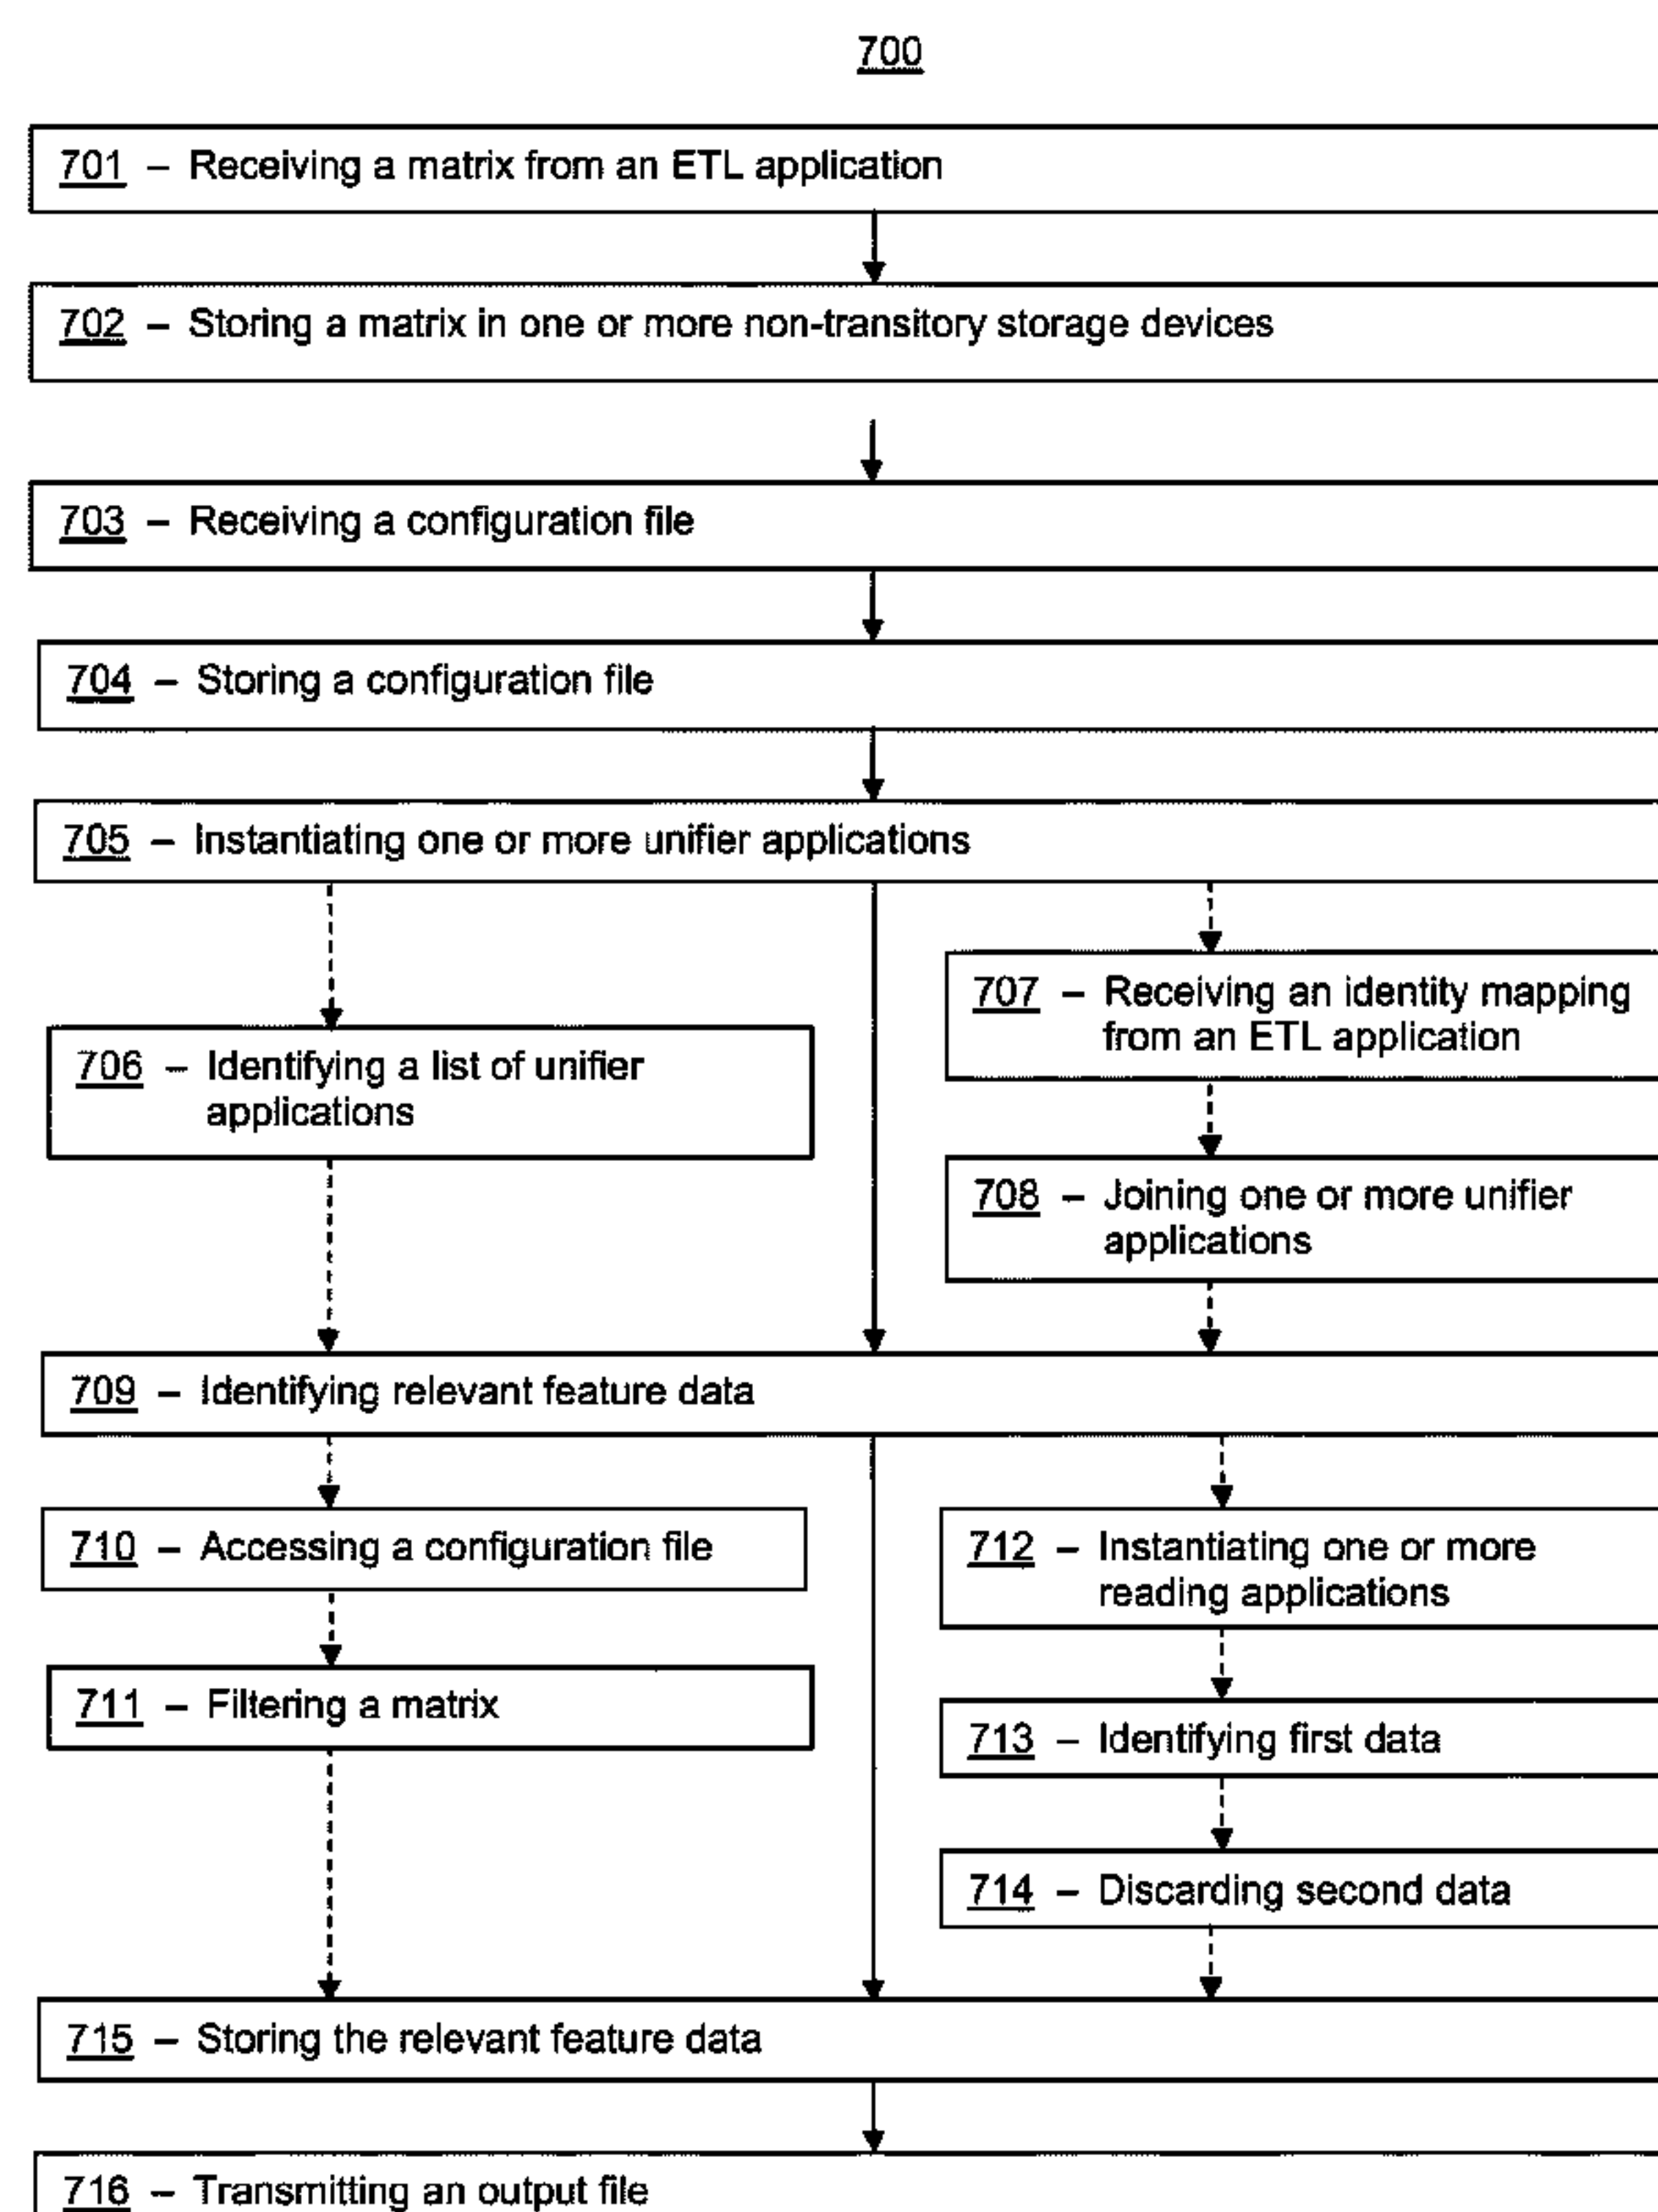 700
701 – Receiving a matrix from an ETL application
702 – Storing a matrix in one or more non-transitory storage devices
703 – Receiving a configuration file
704 – Storing a configuration file
705 – Instantiating one or more unifier applications
706 – Identifying a list of unifier
applications
707 – Receiving an identity mapping
from an ETL application
708 – Joining one or more unifier
applications
709 – Identifying relevant feature data
710 – Accessing a configuration file
711 – Filtering a matrix
712 – Instantiating one or more
reading applications
713 – Identifying first data
714 – Discarding second data
715 – Storing the relevant feature data
716 – Transmitting an output file